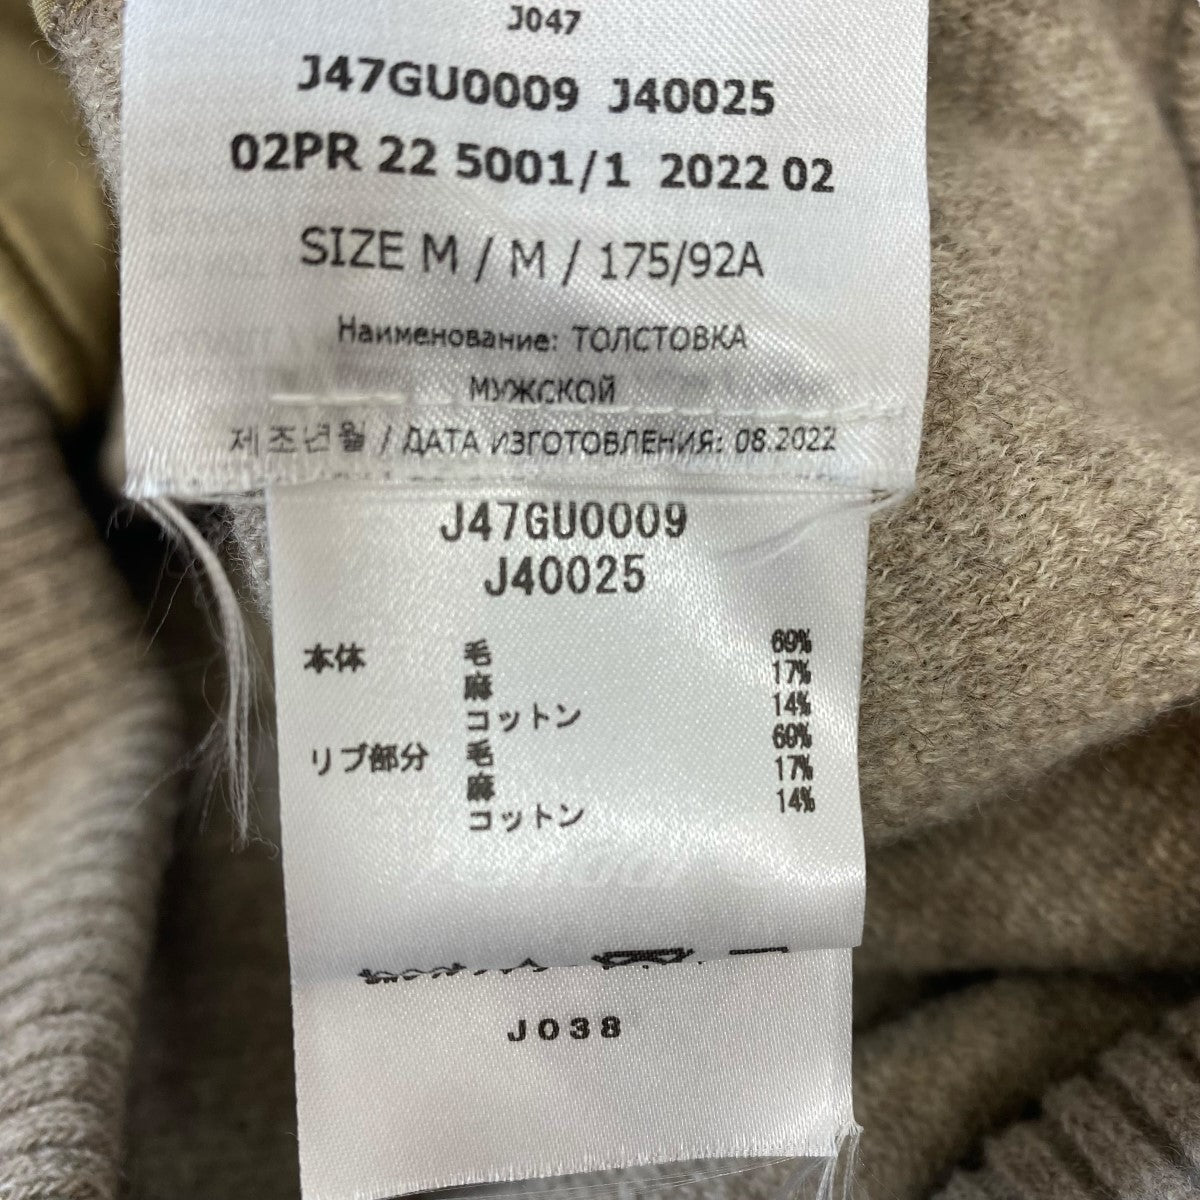 J047
J47GU0009 J40025
02PR 22 5001/1 2022 02
SIZE M / M / 175/92A
Наименование: ТОЛСТОВКА
МУЖСКОЙ
제조년월 / ДАТА ИЗГОТОВЛЕНИЯ: 08.2022
J47GU0009
J40025
本体 毛 69%
麻 17%
コットン 14%
リブ部分 毛 69%
麻 17%
コットン 14%
J038